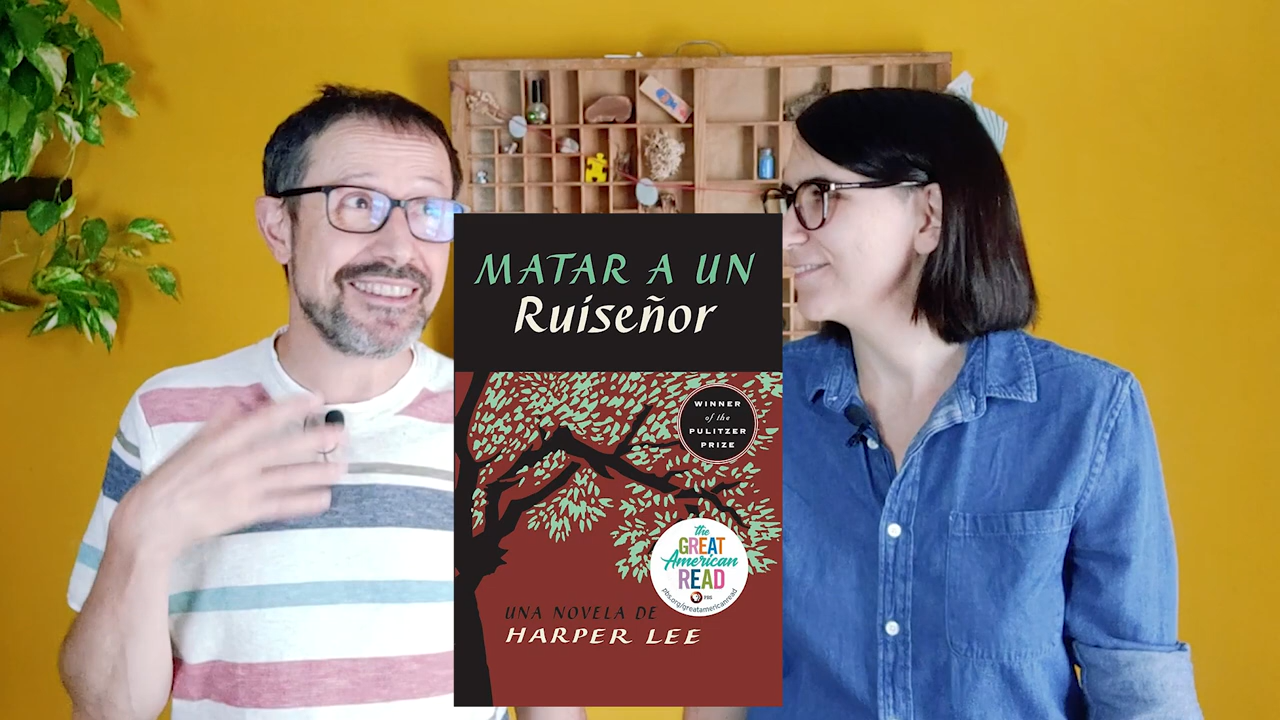 MATAR A UN
Ruiseñor
WINNER
of the
PULITZER
PRIZE
the
GREAT
American
READ
PBS
pbs.org/greatamericanread
UNA NOVELA DE
HARPER LEE